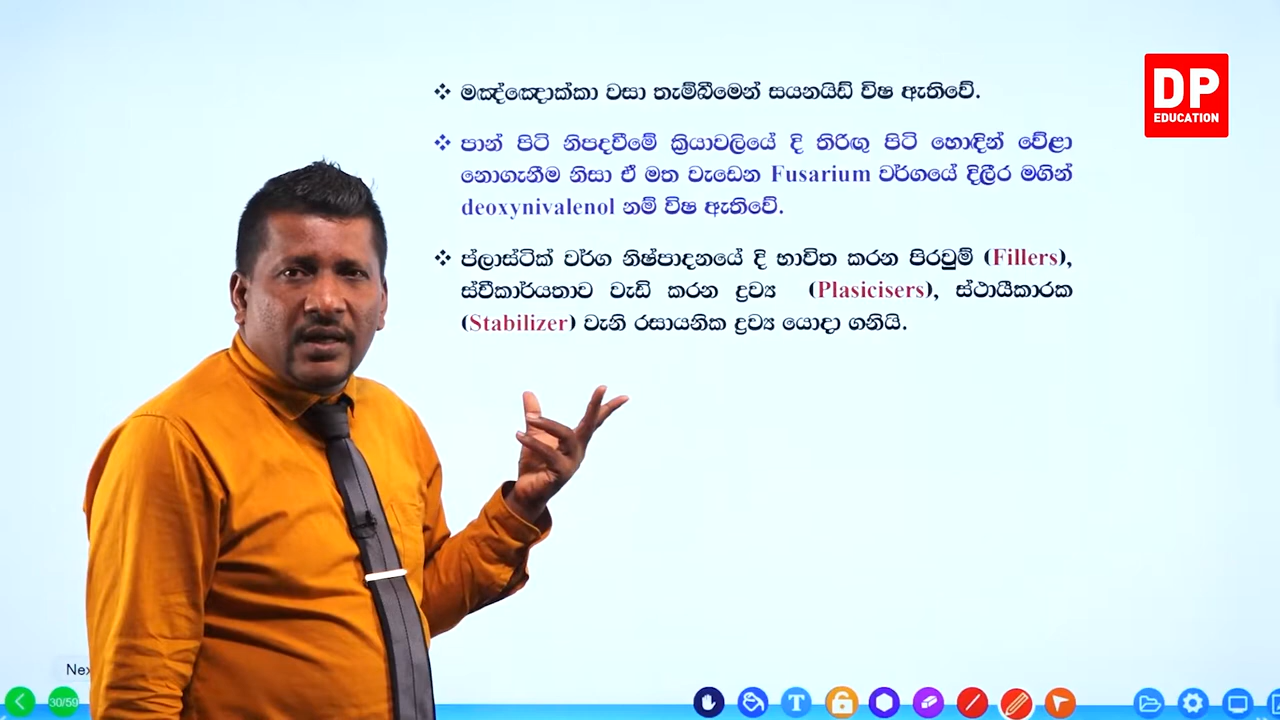 DP
EDUCATION
❖ මඤ්ඤොක්කා වසා තැම්බීමෙන් සයනයිඩ් විෂ ඇතිවේ.
❖ පාන් පිටි නිපදවීමේ ක්‍රියාවලියේ දි තිරිඟු පිටි හොඳින් වේළා
නොගැනීම නිසා ඒ මත වැඩෙන Fusarium වර්ගයේ දිලීර මගින්
deoxynivalenol නම් විෂ ඇතිවේ.
❖ ප්ලාස්ටික් වර්ග නිෂ්පාදනයේ දි භාවිත කරන පිරවුම් (Fillers),
ස්වීකාර්යතාව වැඩි කරන ද්‍රව්‍ය (Plasicisers), ස්ථායීකාරක
(Stabilizer) වැනි රසායනික ද්‍රව්‍ය යොදා ගනියි.
30/59
T